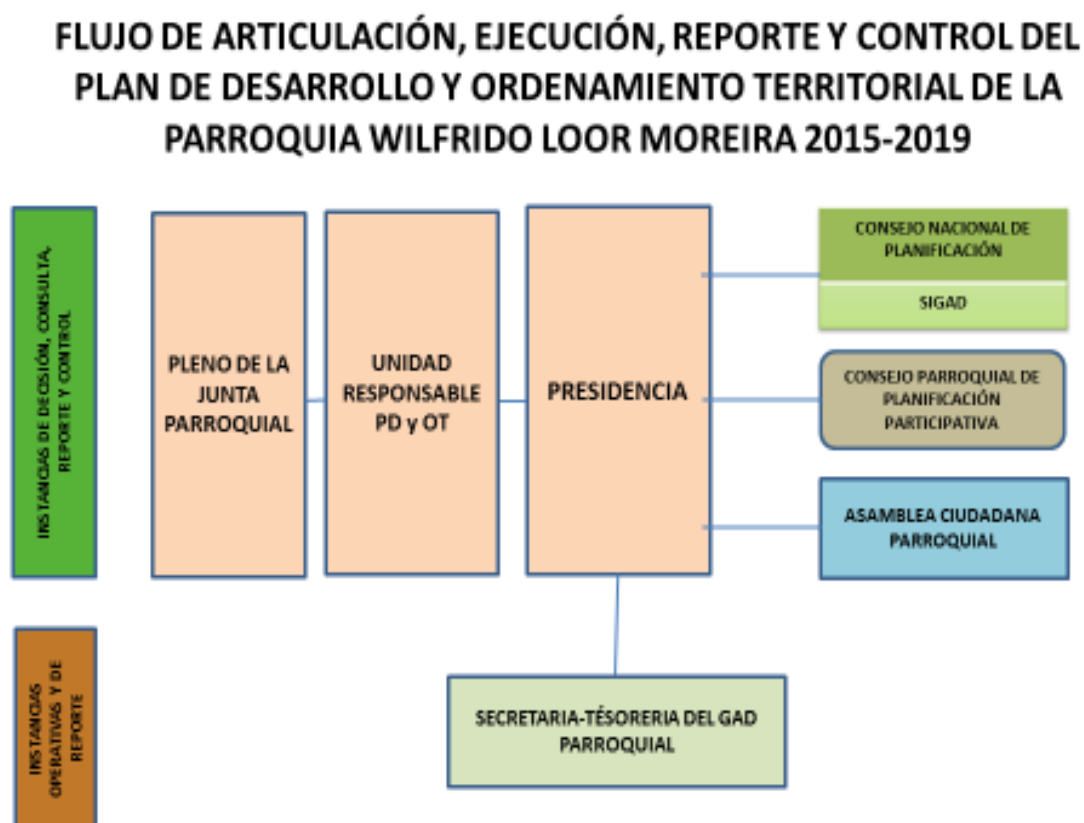 FLUJO DE ARTICULACIÓN, EJECUCIÓN, REPORTE Y CONTROL DEL
PLAN DE DESARROLLO Y ORDENAMIENTO TERRITORIAL DE LA
PARROQUIA WILFRIDO LOOR MOREIRA 2015-2019
INSTANCIAS DE DECISIÓN, CONSULTA,
REPORTE Y CONTROL
PLENO DE LA
JUNTA
PARROQUIAL
UNIDAD
RESPONSABLE
PD y OT
PRESIDENCIA
CONSEJO NACIONAL DE
PLANIFICACIÓN
SIGAD
CONSEJO PARROQUIAL DE
PLANIFICACIÓN
PARTICIPATIVA
ASAMBLEA CIUDADANA
PARROQUIAL
INSTANCIAS
OPERATIVAS Y DE
REPORTE
SECRETARIA-TÉSORERIA DEL GAD
PARROQUIAL